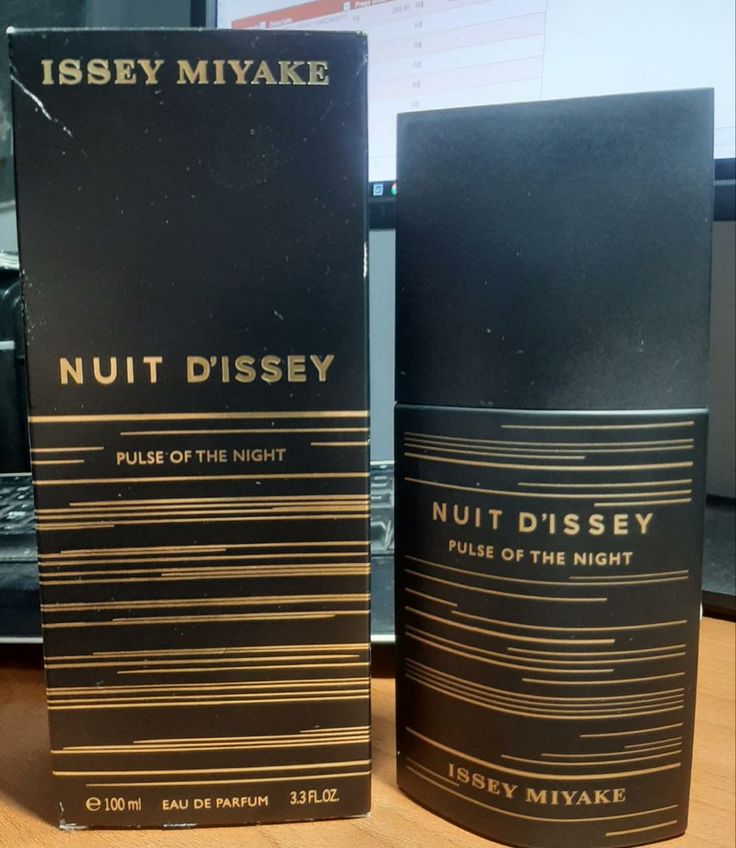 ISSEY MIYAKE
NUIT D'ISSEY
PULSE OF THE NIGHT
℮ 100 ml EAU DE PARFUM 3.3 FL.OZ.
NUIT D'ISSEY
PULSE OF THE NIGHT
ISSEY MIYAKE